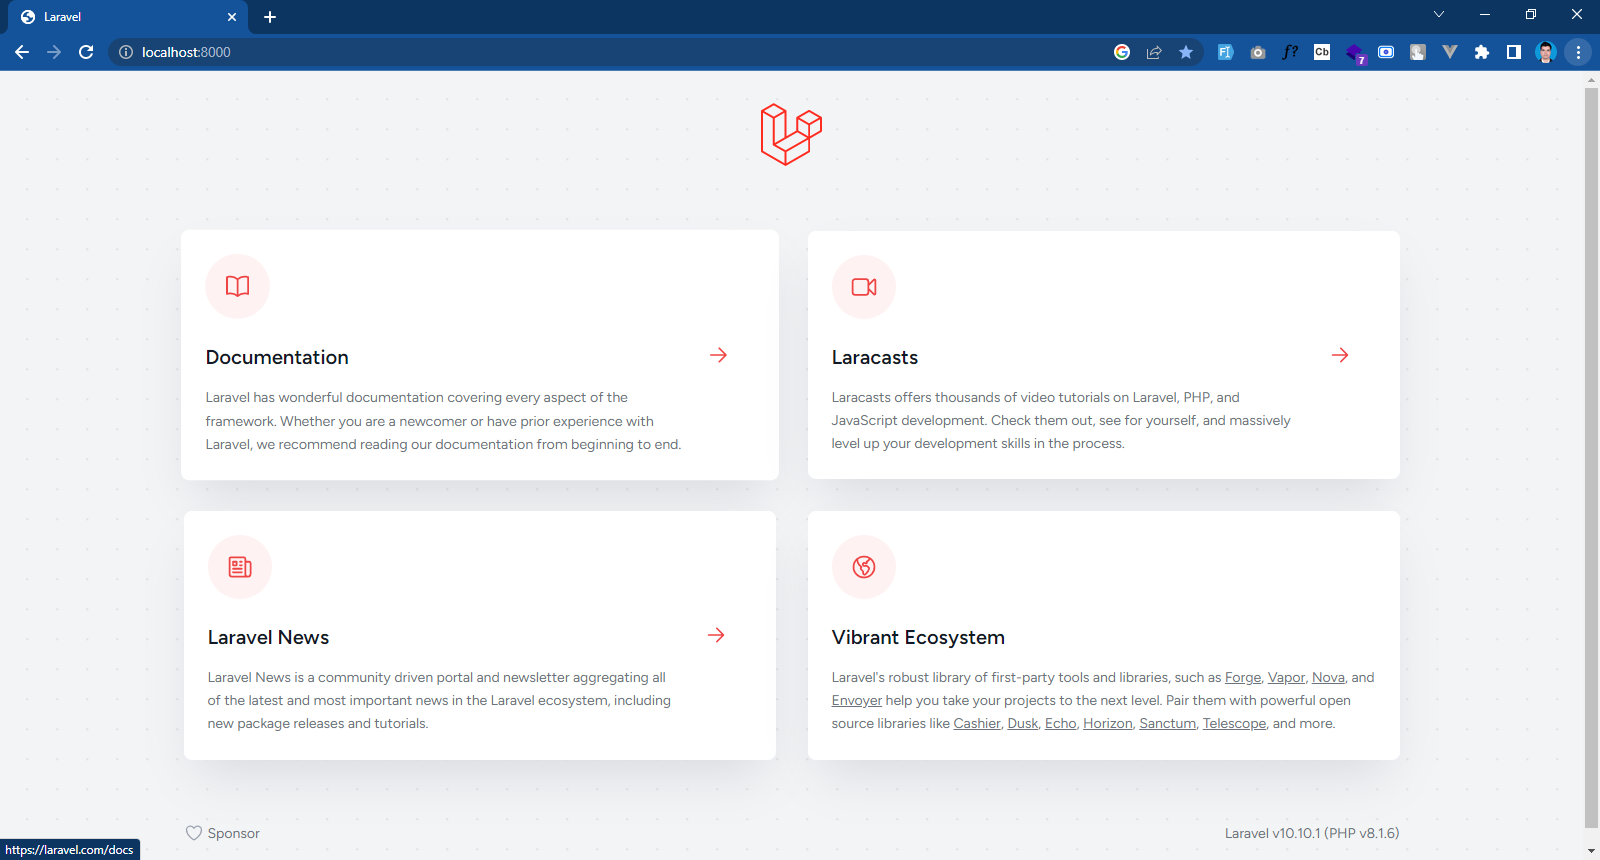 Laravel
localhost:8000
FI
f?
Cb
7
Documentation
Laravel has wonderful documentation covering every aspect of the
framework. Whether you are a newcomer or have prior experience with
Laravel, we recommend reading our documentation from beginning to end.
Laracasts
Laracasts offers thousands of video tutorials on Laravel, PHP, and
JavaScript development. Check them out, see for yourself, and massively
level up your development skills in the process.
Laravel News
Laravel News is a community driven portal and newsletter aggregating all
of the latest and most important news in the Laravel ecosystem, including
new package releases and tutorials.
Vibrant Ecosystem
Laravel's robust library of first-party tools and libraries, such as Forge, Vapor, Nova, and
Envoyer help you take your projects to the next level. Pair them with powerful open
source libraries like Cashier, Dusk, Echo, Horizon, Sanctum, Telescope, and more.
Sponsor
Laravel v10.10.1 (PHP v8.1.6)
https://laravel.com/docs